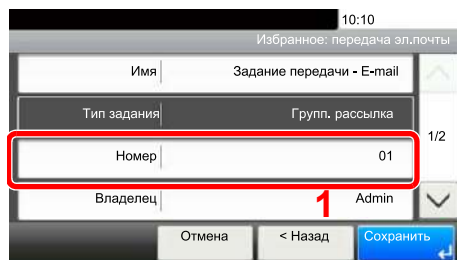 10:10
Избранное: передача эл.почты
Имя Задание передачи - E-mail
Тип задания Групп. рассылка
1/2
Номер 01
Владелец 1 Admin
Отмена < Назад Сохранить